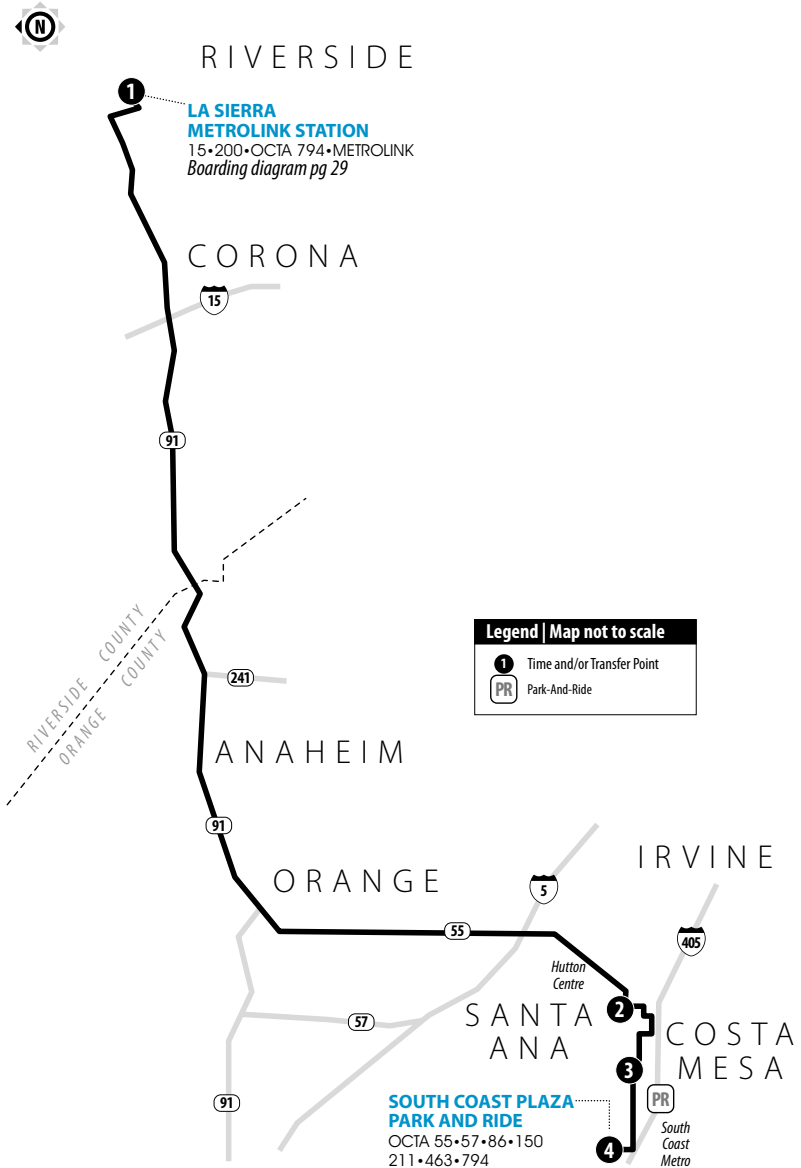 N
RIVERSIDE
1
LA SIERRA
METROLINK STATION
15•200•OCTA 794•METROLINK
Boarding diagram pg 29
CORONA
15
91
RIVERSIDE COUNTY
ORANGE COUNTY
241
Legend | Map not to scale
1 Time and/or Transfer Point
PR Park-And-Ride
ANAHEIM
91
IRVINE
ORANGE
5
55
405
Hutton
Centre
2
SANTA
ANA
57
COSTA
MESA
3
91
PR
SOUTH COAST PLAZA
PARK AND RIDE
OCTA 55•57•86•150
211•463•794
4
South
Coast
Metro